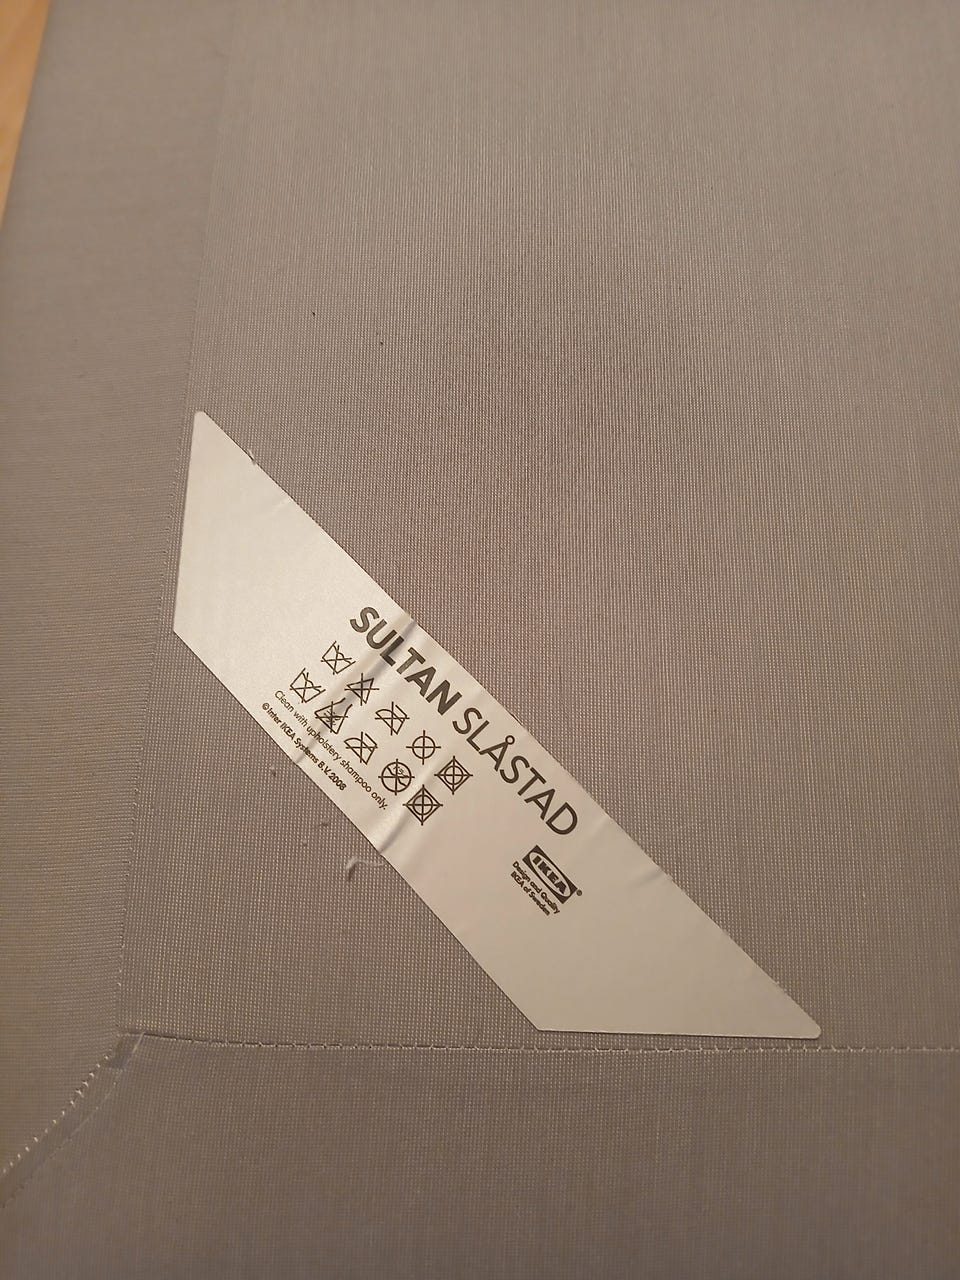 SULTAN SLÅSTAD
Clean with upholstery shampoo only.
© Inter IKEA Systems B.V. 2008
IKEA®
Design and Quality
IKEA of Sweden